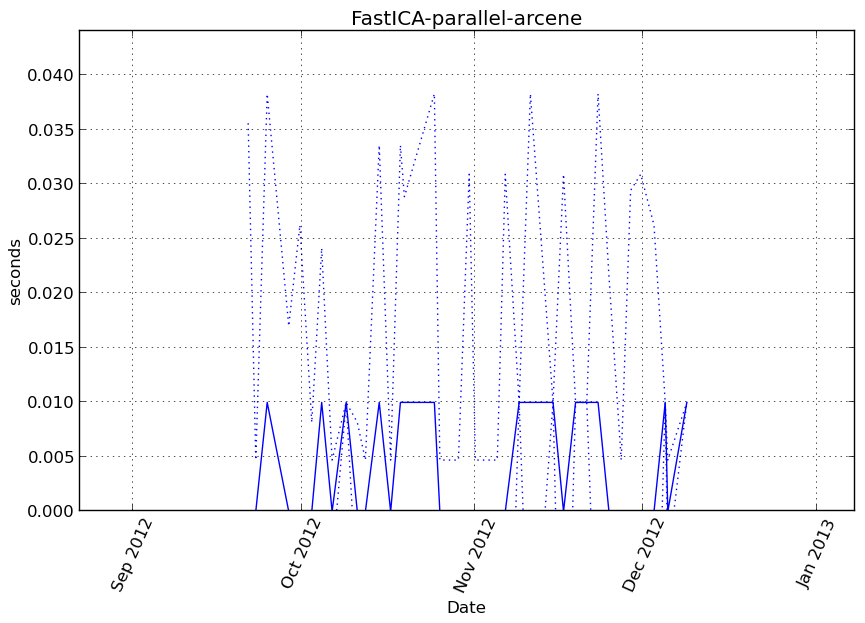 FastICA-parallel-arcene
0.040
0.035
0.030
0.025
0.020
0.015
0.010
0.005
0.000
seconds
Sep 2012
Oct 2012
Nov 2012
Dec 2012
Jan 2013
Date